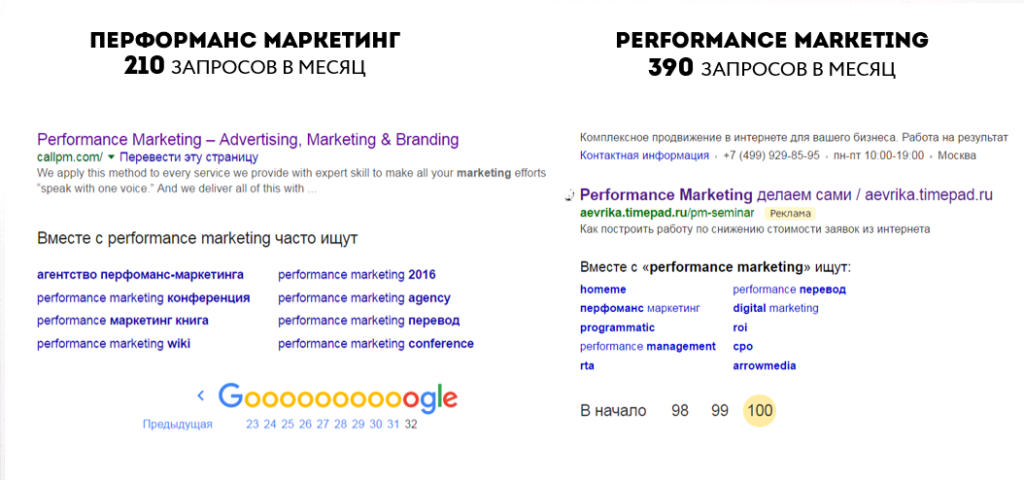 ПЕРФОРМАНС МАРКЕТИНГ
210 ЗАПРОСОВ В МЕСЯЦ
Performance Marketing – Advertising, Marketing & Branding
callpm.com/ ▼ Перевести эту страницу
We apply this method to every service we provide with expert skill to make all your marketing efforts
“speak with one voice.” And we deliver all of this with ...
Вместе с performance marketing часто ищут
агентство перфоманс-маркетинга performance marketing 2016
performance marketing конференция performance marketing agency
performance маркетинг книга performance marketing перевод
performance marketing wiki performance marketing conference
< Goooooooooogle
Предыдущая 23 24 25 26 27 28 29 30 31 32
PERFORMANCE MARKETING
390 ЗАПРОСОВ В МЕСЯЦ
Комплексное продвижение в интернете для вашего бизнеса. Работа на результат
Контактная информация · +7 (499) 929-85-95 · пн-пт 10:00-19:00 · Москва
Performance Marketing делаем сами / aevrika.timepad.ru
aevrika.timepad.ru/pm-seminar Реклама
Как построить работу по снижению стоимости заявок из интернета
Вместе с «performance marketing» ищут:
homeme performance перевод
перфоманс маркетинг digital marketing
programmatic roi
performance management cpo
rta arrowmedia
В начало 98 99 100